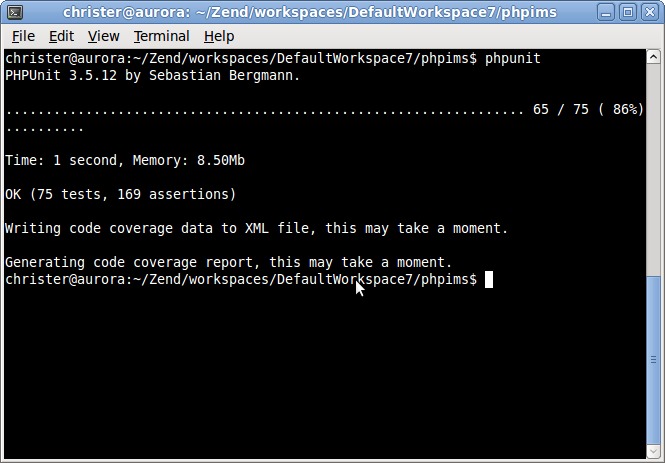 christer@aurora: ~/Zend/workspaces/DefaultWorkspace7/phpims
File Edit View Terminal Help
christer@aurora:~/Zend/workspaces/DefaultWorkspace7/phpims$ phpunit
PHPUnit 3.5.12 by Sebastian Bergmann.
................................................................. 65 / 75 ( 86%)
..........
Time: 1 second, Memory: 8.50Mb
OK (75 tests, 169 assertions)
Writing code coverage data to XML file, this may take a moment.
Generating code coverage report, this may take a moment.
christer@aurora:~/Zend/workspaces/DefaultWorkspace7/phpims$